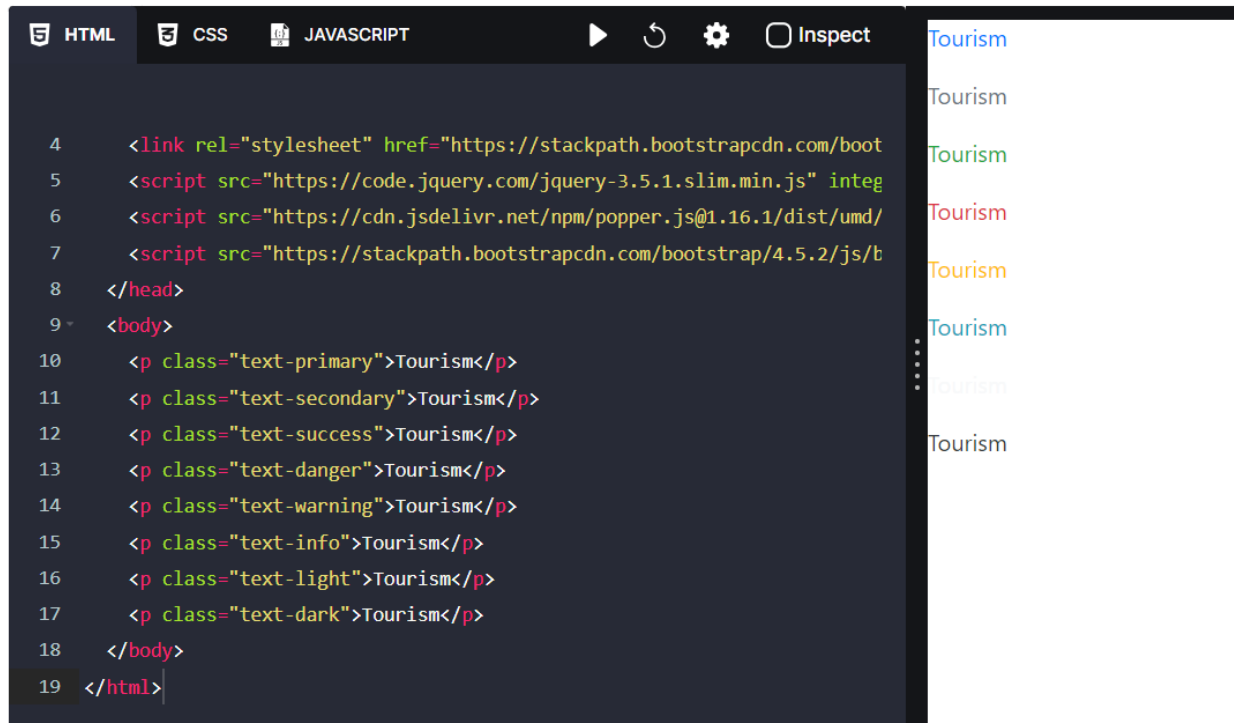 HTML CSS JAVASCRIPT Inspect
4 <link rel="stylesheet" href="https://stackpath.bootstrapcdn.com/boot
5 <script src="https://code.jquery.com/jquery-3.5.1.slim.min.js" integ
6 <script src="https://cdn.jsdelivr.net/npm/popper.js@1.16.1/dist/umd/
7 <script src="https://stackpath.bootstrapcdn.com/bootstrap/4.5.2/js/b
8 </head>
9 <body>
10 <p class="text-primary">Tourism</p>
11 <p class="text-secondary">Tourism</p>
12 <p class="text-success">Tourism</p>
13 <p class="text-danger">Tourism</p>
14 <p class="text-warning">Tourism</p>
15 <p class="text-info">Tourism</p>
16 <p class="text-light">Tourism</p>
17 <p class="text-dark">Tourism</p>
18 </body>
19 </html>
Tourism
Tourism
Tourism
Tourism
Tourism
Tourism
Tourism
Tourism